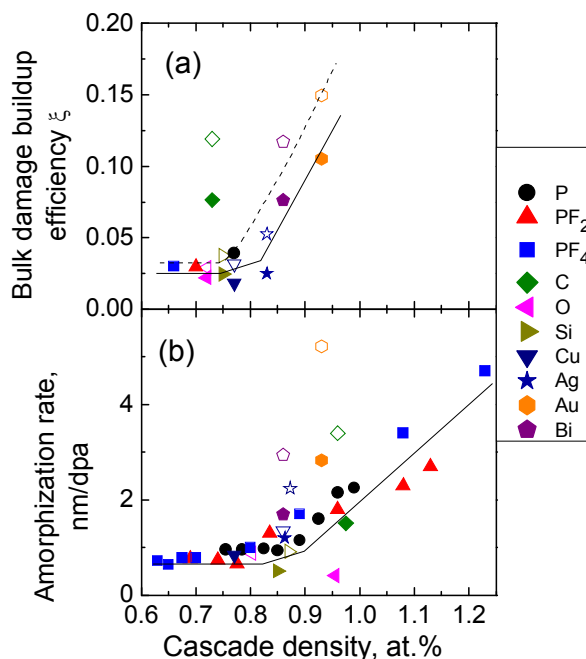 (a)
Bulk damage buildup
efficiency ξ
0.20
0.15
0.10
0.05
0.00
(b)
Amorphization rate,
nm/dpa
4
2
0
0.6 0.7 0.8 0.9 1.0 1.1 1.2
Cascade density, at.%
P
PF2
PF4
C
O
Si
Cu
Ag
Au
Bi